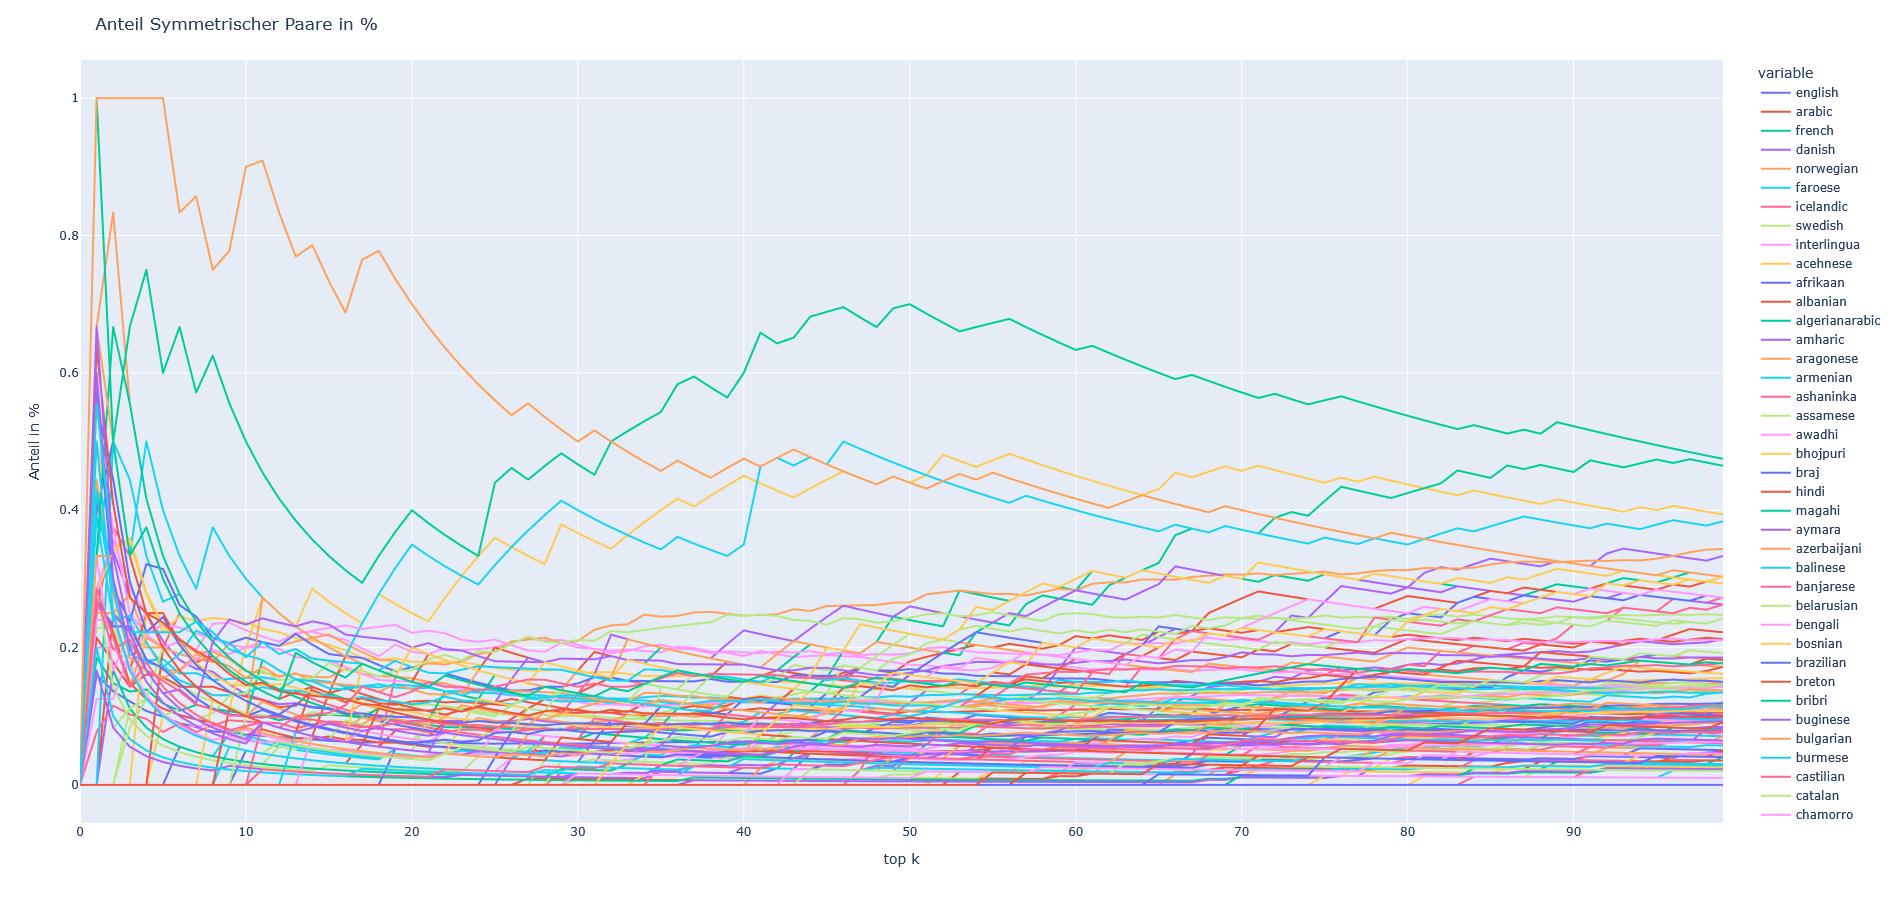 Anteil Symmetrischer Paare in %
variable
english
arabic
french
danish
norwegian
faroese
icelandic
swedish
interlingua
acehnese
afrikaan
albanian
algerianarabic
amharic
aragonese
armenian
ashaninka
assamese
awadhi
bhojpuri
braj
hindi
magahi
aymara
azerbaijani
balinese
banjarese
belarusian
bengali
bosnian
brazilian
breton
bribri
buginese
bulgarian
burmese
castilian
catalan
chamorro
1
0.8
0.6
0.4
0.2
0
Anteil in %
0 10 20 30 40 50 60 70 80 90
top k